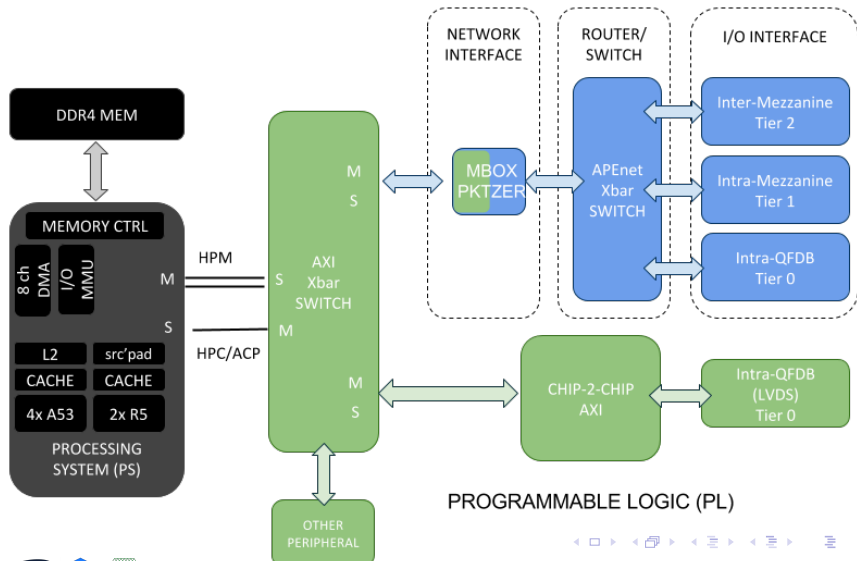 NETWORK
INTERFACE
ROUTER/
SWITCH
I/O INTERFACE
DDR4 MEM
MEMORY CTRL
8 ch
DMA
I/O
MMU
M
S
L2
CACHE
4x A53
src'pad
CACHE
2x R5
PROCESSING
SYSTEM (PS)
HPM
HPC/ACP
M
S
S
AXI
Xbar
SWITCH
M
M
S
OTHER
PERIPHERAL
MBOX
PKTZER
APEnet
Xbar
SWITCH
Inter-Mezzanine
Tier 2
Intra-Mezzanine
Tier 1
Intra-QFDB
Tier 0
CHIP-2-CHIP
AXI
Intra-QFDB
(LVDS)
Tier 0
PROGRAMMABLE LOGIC (PL)